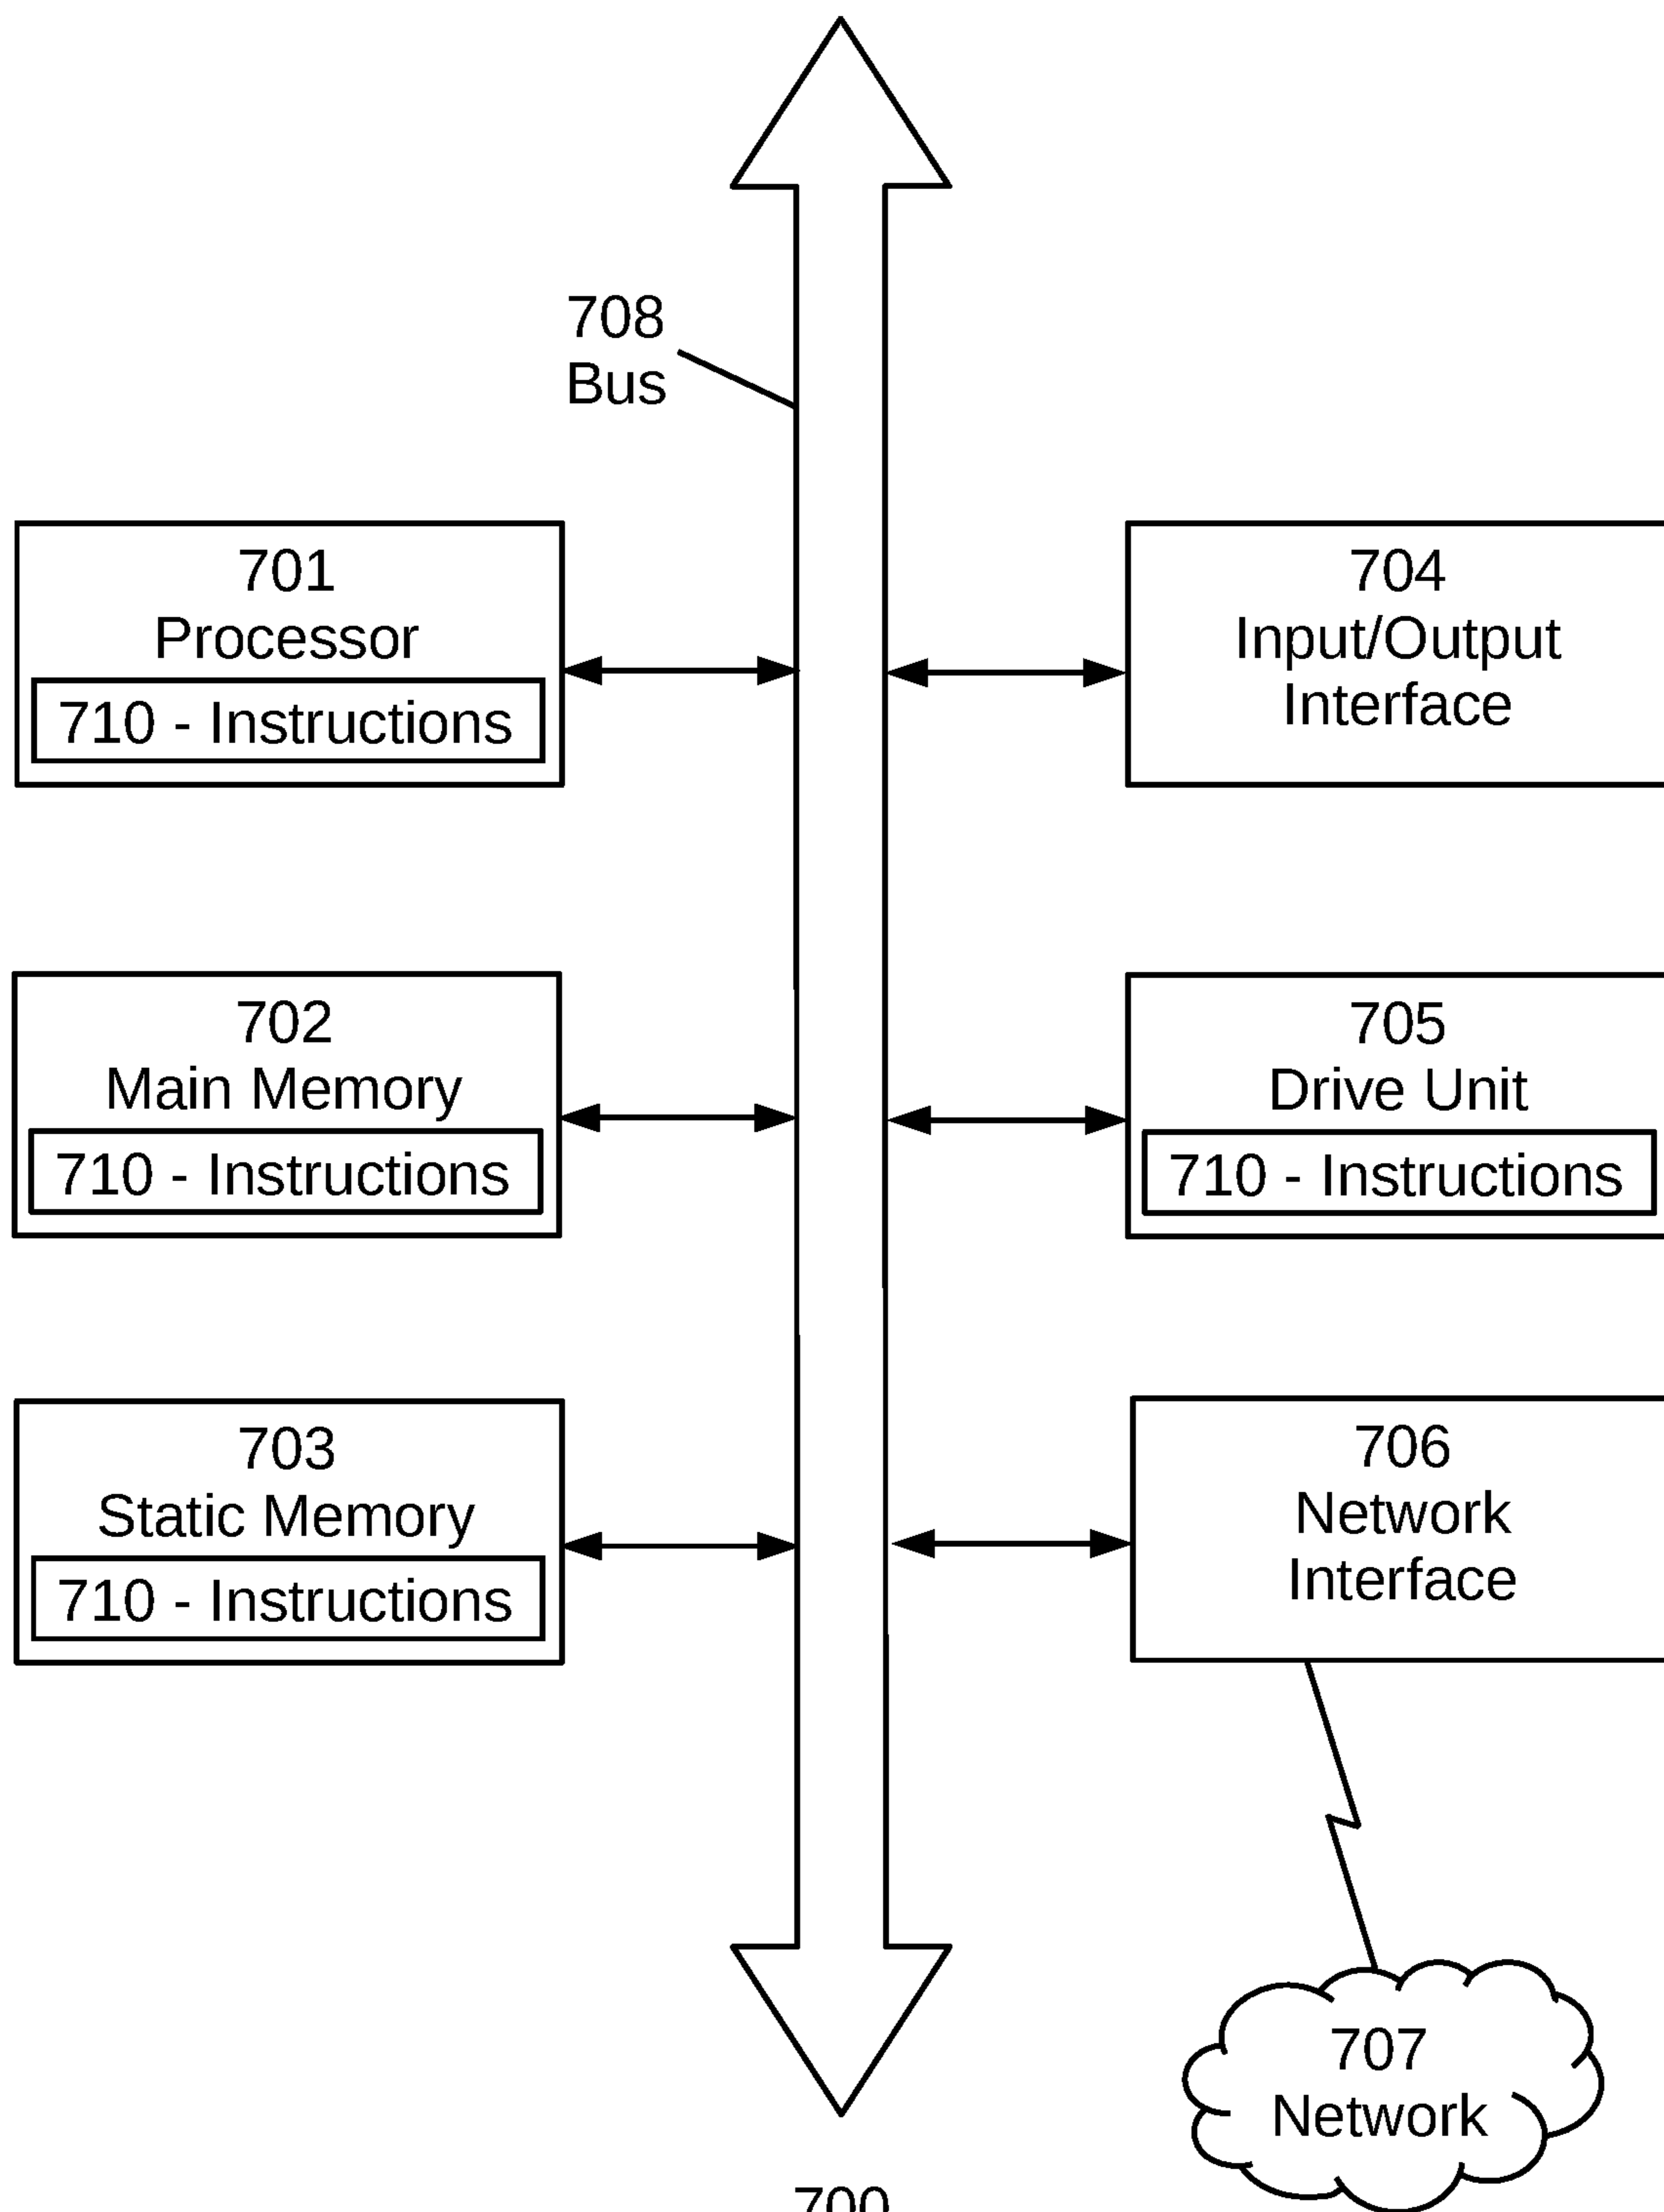 708
Bus
701
Processor
710 - Instructions
704
Input/Output
Interface
702
Main Memory
710 - Instructions
705
Drive Unit
710 - Instructions
703
Static Memory
710 - Instructions
706
Network
Interface
707
Network
700